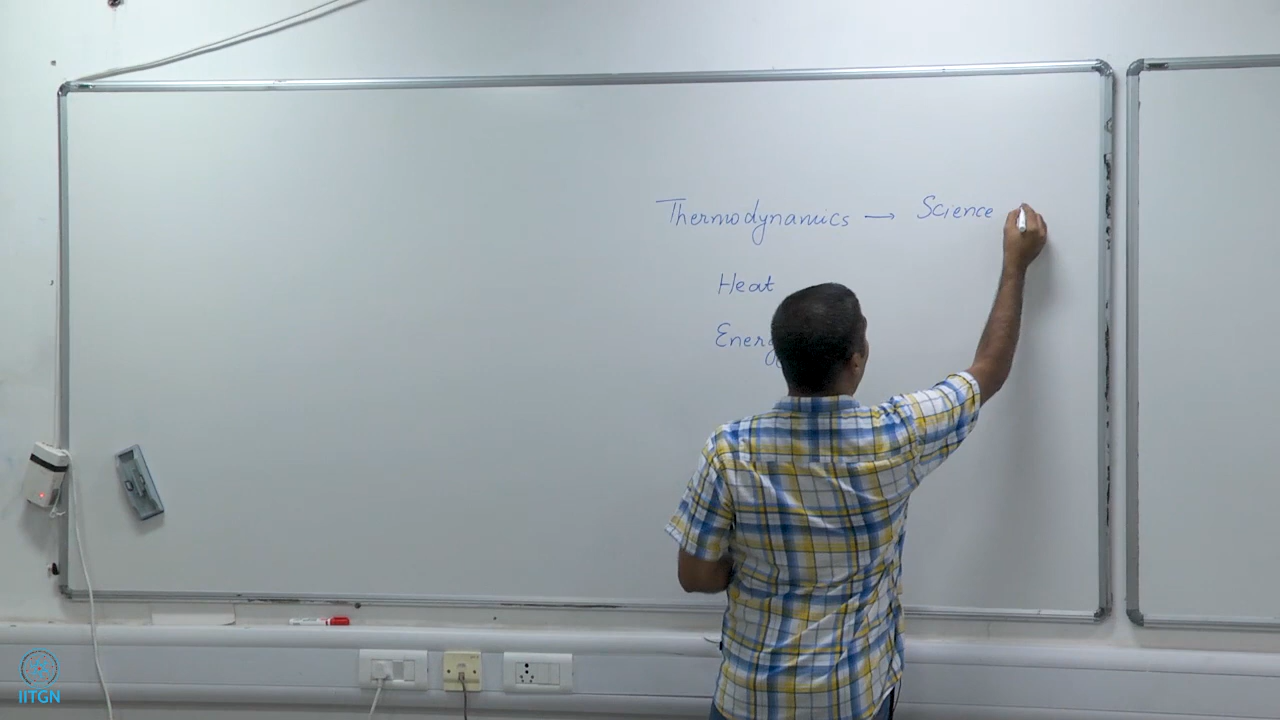 Thermodynamics → Science
Heat
IITGN